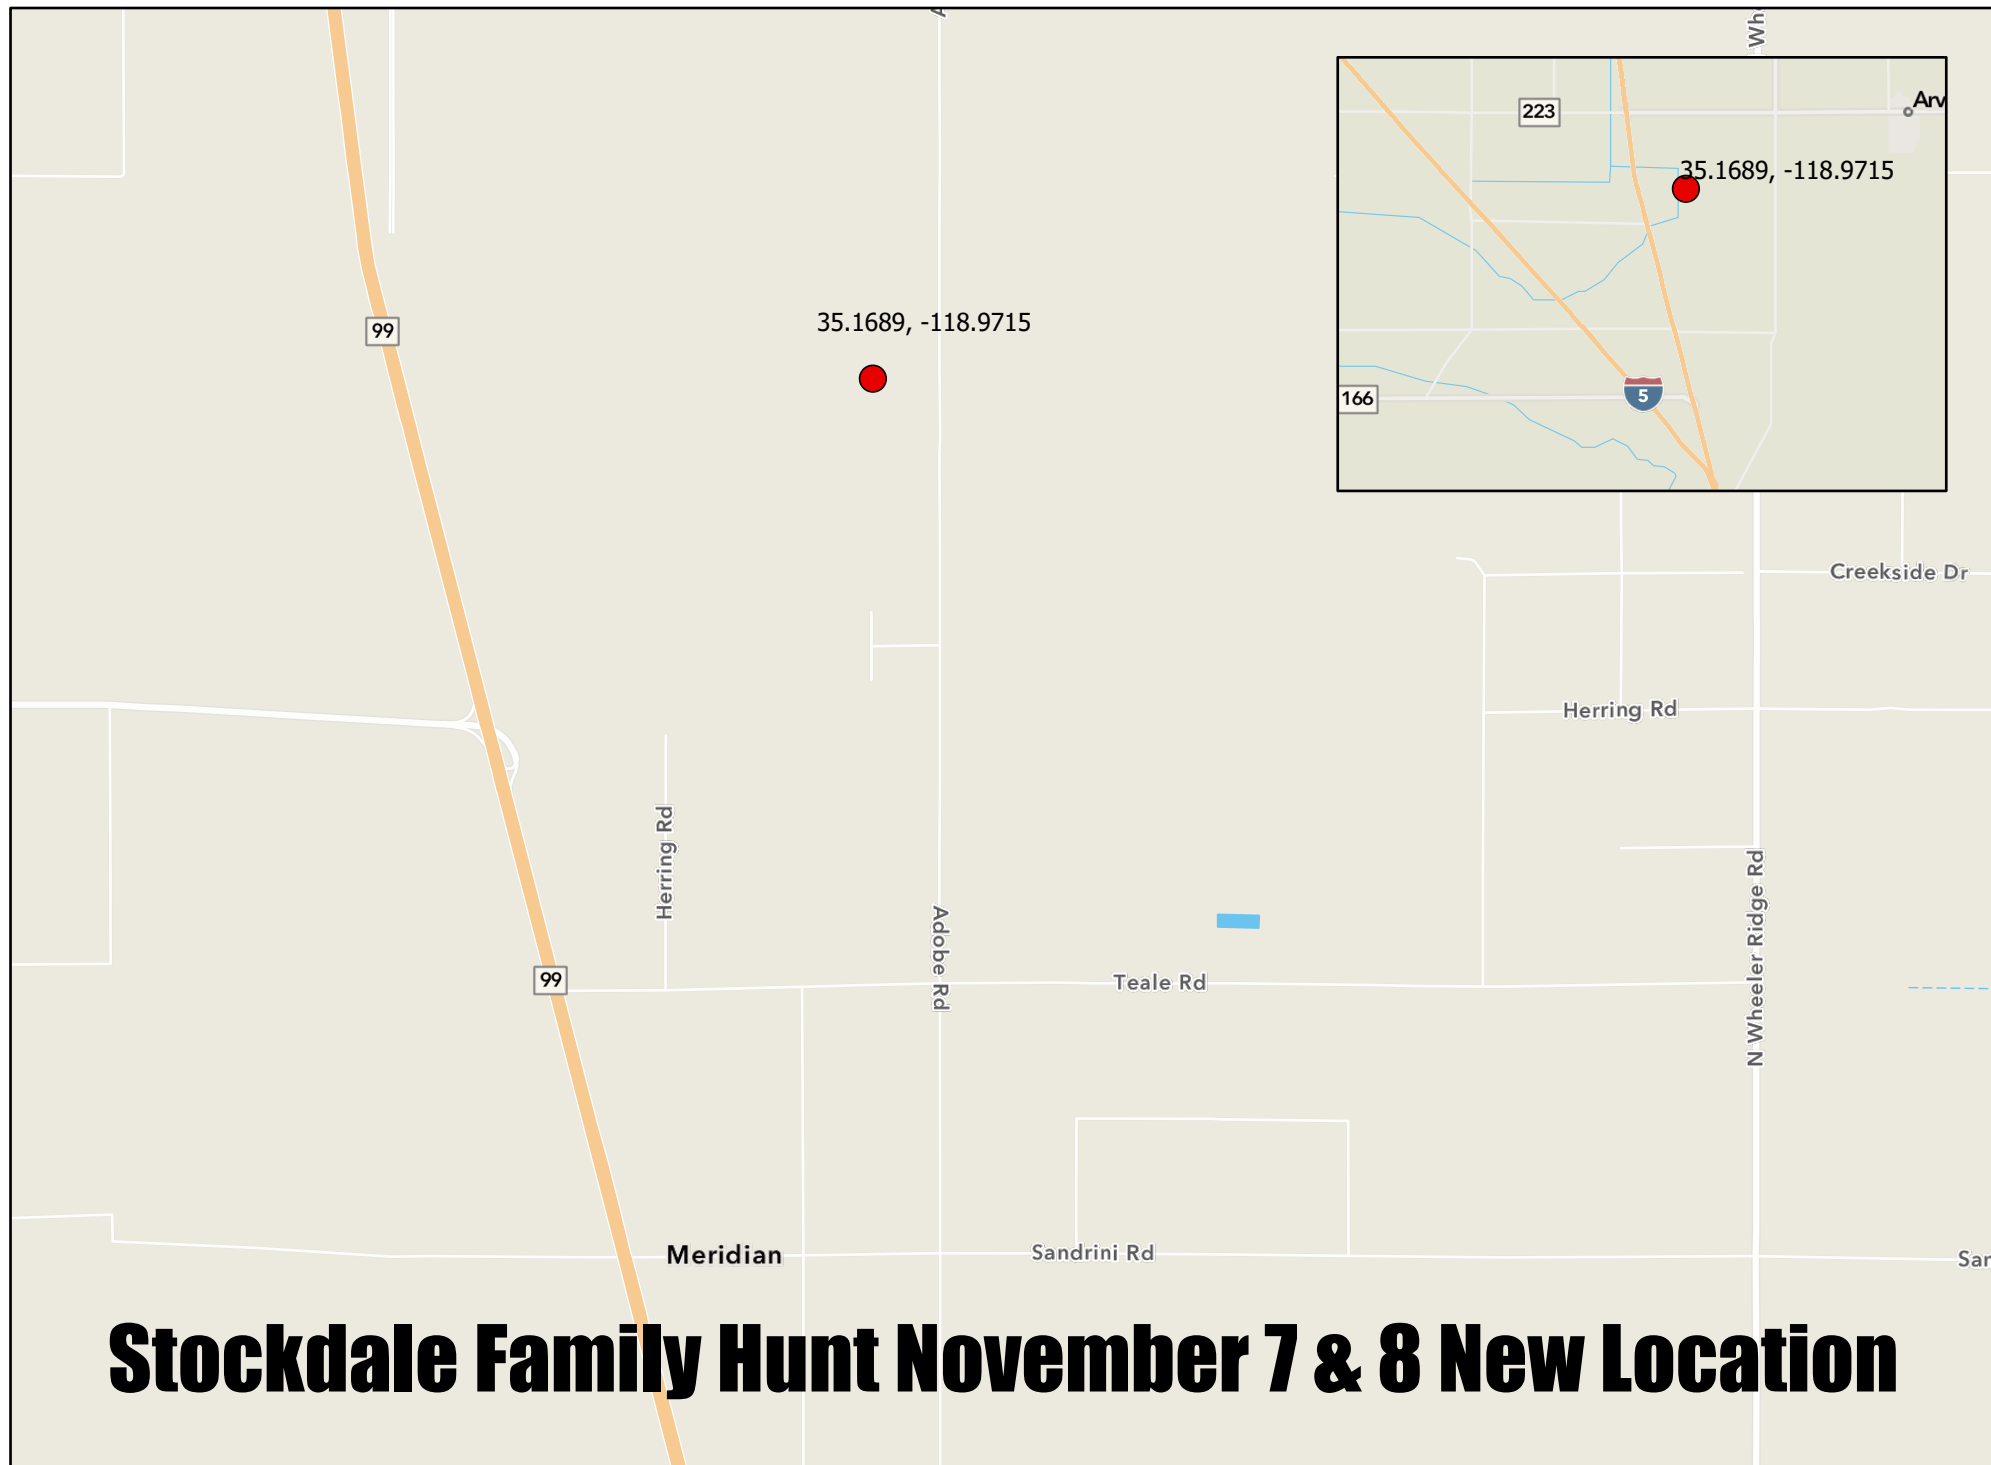 223
Arv
35.1689, -118.9715
5
166
99
35.1689, -118.9715
Creekside Dr
Herring Rd
Herring Rd
Adobe Rd
N Wheeler Ridge Rd
99
Teale Rd
Meridian
Sandrini Rd
Stockdale Family Hunt November 7 & 8 New Location